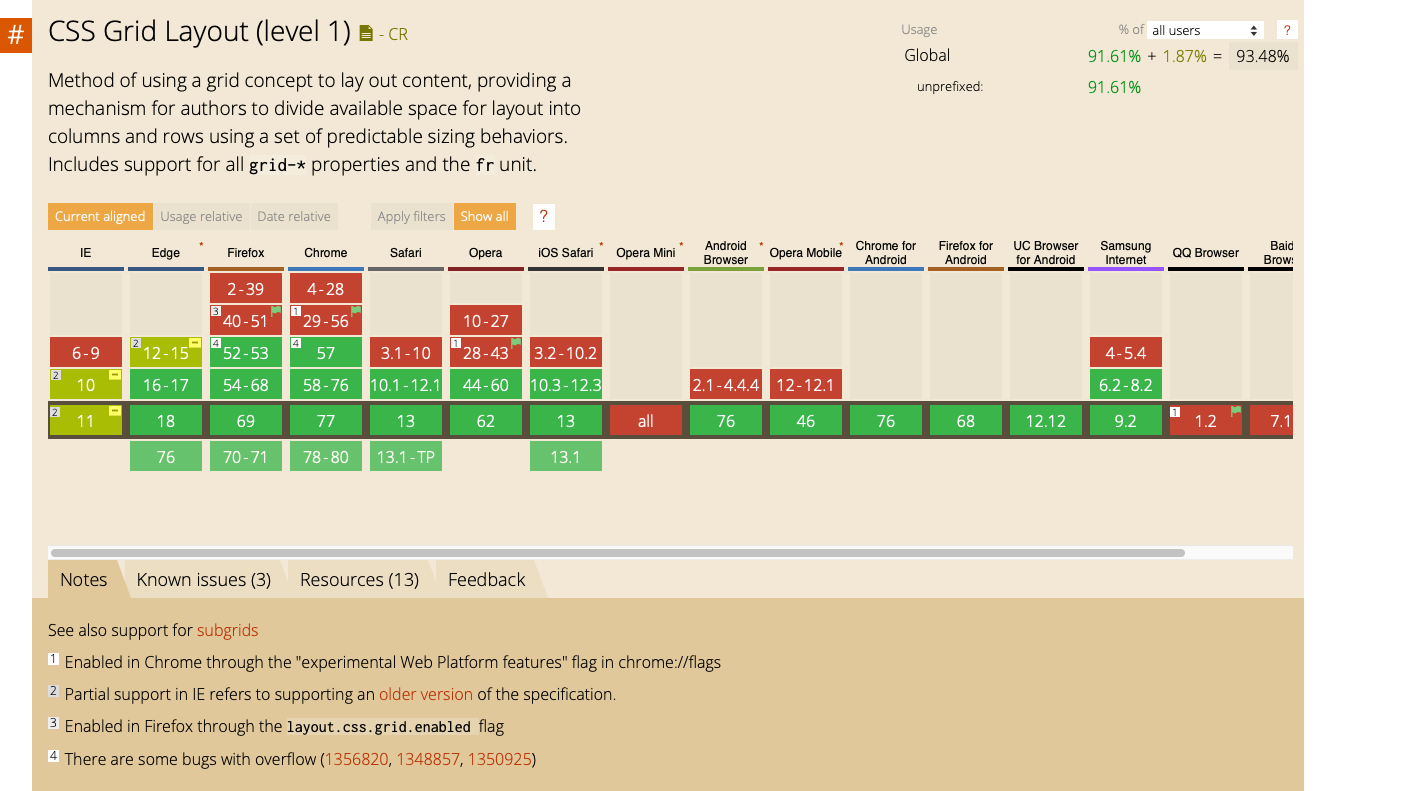 #
CSS Grid Layout (level 1) - CR
Usage % of all users ?
Global 91.61% + 1.87% = 93.48%
unprefixed: 91.61%
Method of using a grid concept to lay out content, providing a
mechanism for authors to divide available space for layout into
columns and rows using a set of predictable sizing behaviors.
Includes support for all grid-* properties and the fr unit.
Current aligned Usage relative Date relative Apply filters Show all ?
IE Edge * Firefox Chrome Safari Opera iOS Safari * Opera Mini * Android Browser * Opera Mobile * Chrome for Android Firefox for Android UC Browser for Android Samsung Internet QQ Browser Baid Brows
2-39 4-28
3 40-51 1 29-56 10-27
6-9 2 12-15 4 52-53 4 57 3.1-10 1 28-43 3.2-10.2 4-5.4
2 10 16-17 54-68 58-76 10.1-12.1 44-60 10.3-12.3 2.1-4.4.4 12-12.1 6.2-8.2
2 11 18 69 77 13 62 13 all 76 46 76 68 12.12 9.2 1 1.2 7.1
76 70-71 78-80 13.1-TP 13.1
Notes Known issues (3) Resources (13) Feedback
See also support for subgrids
1 Enabled in Chrome through the "experimental Web Platform features" flag in chrome://flags
2 Partial support in IE refers to supporting an older version of the specification.
3 Enabled in Firefox through the layout.css.grid.enabled flag
4 There are some bugs with overflow (1356820, 1348857, 1350925)